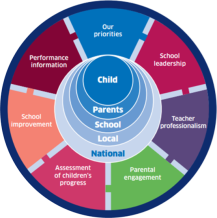 Our
priorities
School
leadership
Teacher
professionalism
Parental
engagement
Assessment
of children's
progress
School
improvement
Performance
information
Child
Parents
School
Local
National